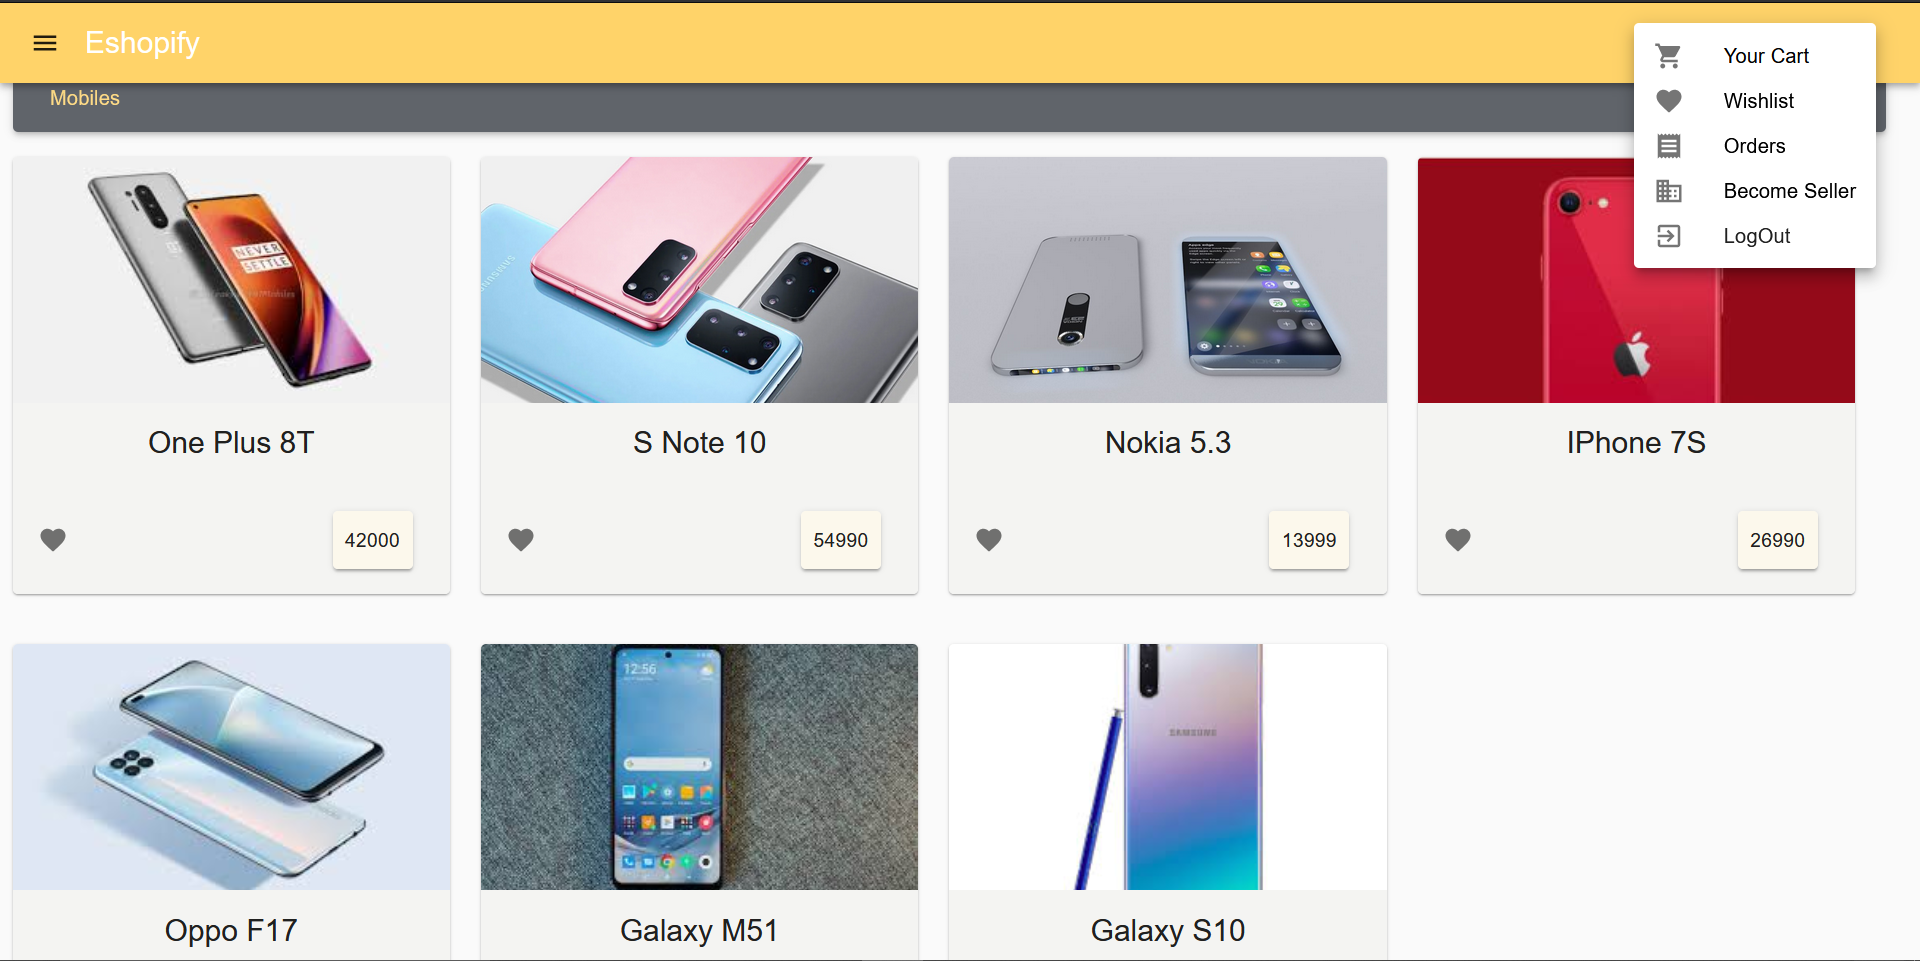 Eshopify
Your Cart
Wishlist
Orders
Become Seller
LogOut
Mobiles
NEVER
SETTLE
SAMSUNG
One Plus 8T
S Note 10
Nokia 5.3
IPhone 7S
42000
54990
13999
26990
12:56
SAMSUNG
Oppo F17
Galaxy M51
Galaxy S10